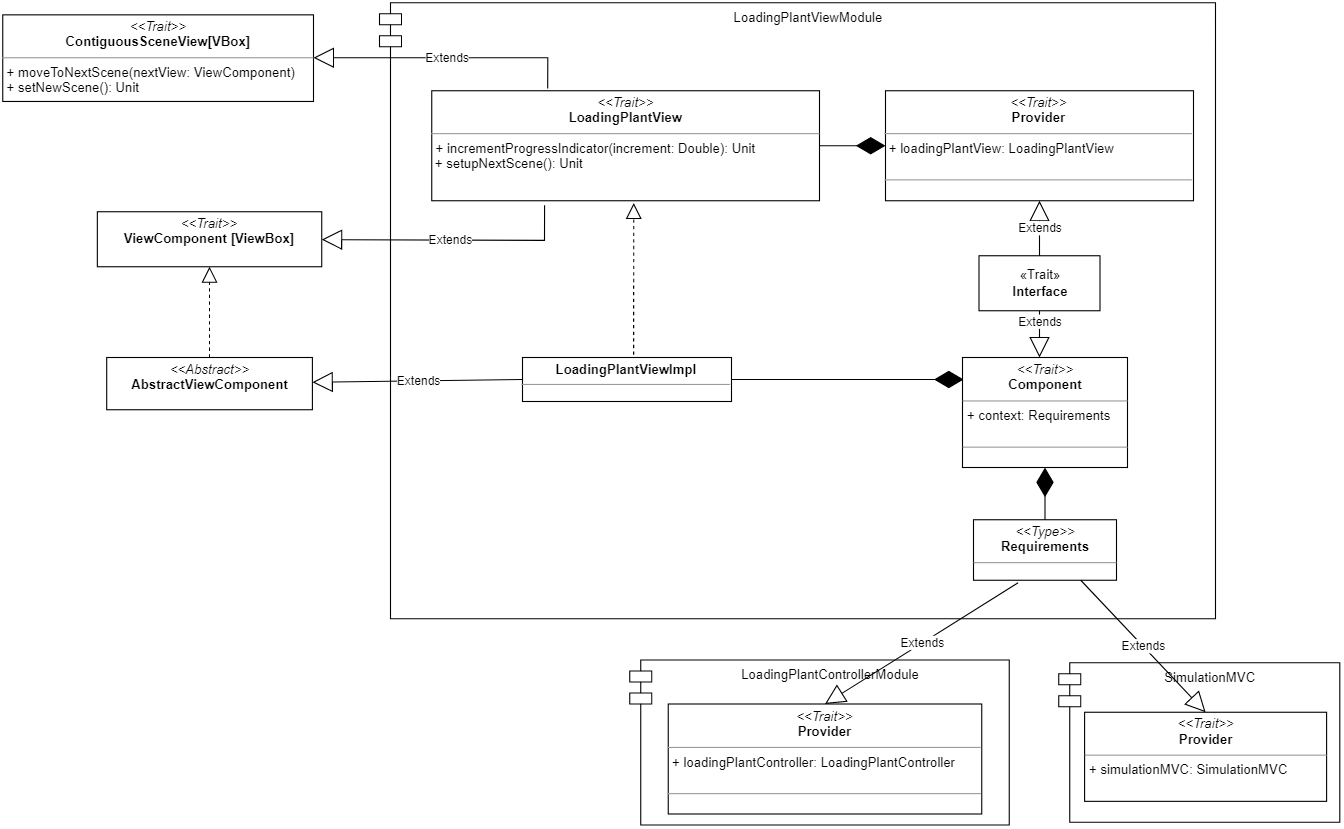 LoadingPlantViewModule
<<Trait>>
ContiguousSceneView[VBox]
+ moveToNextScene(nextView: ViewComponent)
+ setNewScene(): Unit
Extends
<<Trait>>
LoadingPlantView
+ incrementProgressIndicator(increment: Double): Unit
+ setupNextScene(): Unit
<<Trait>>
Provider
+ loadingPlantView: LoadingPlantView
<<Trait>>
ViewComponent [ViewBox]
Extends
Extends
«Trait»
Interface
Extends
<<Abstract>>
AbstractViewComponent
Extends
LoadingPlantViewImpl
<<Trait>>
Component
+ context: Requirements
<<Type>>
Requirements
Extends
Extends
LoadingPlantControllerModule
<<Trait>>
Provider
+ loadingPlantController: LoadingPlantController
SimulationMVC
<<Trait>>
Provider
+ simulationMVC: SimulationMVC